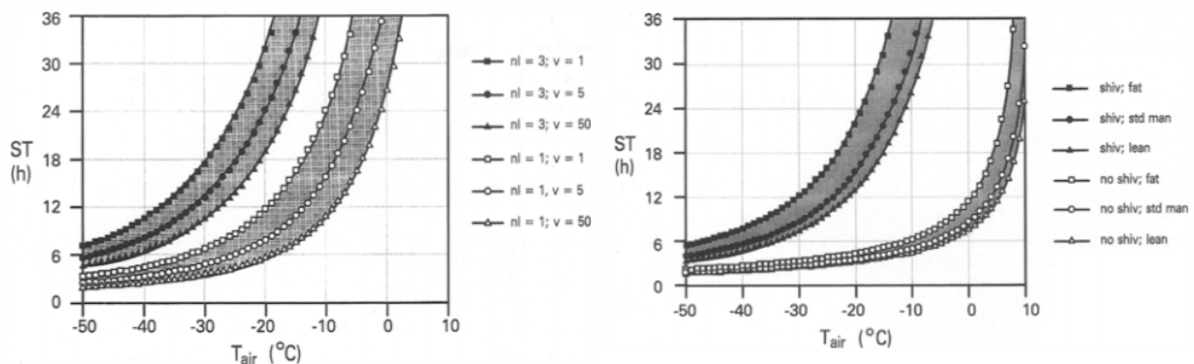 36
30
24
18
12
6
0
ST
(h)
-50
-40
-30
-20
-10
0
10
Tair (°C)
nl = 3; v = 1
nl = 3; v = 5
nl = 3; v = 50
nl = 1; v = 1
nl = 1, v = 5
nl = 1; v = 50
36
30
24
18
12
6
0
ST
(h)
-50
-40
-30
-20
-10
0
10
Tair (°C)
shiv; fat
shiv; std man
shiv; lean
no shiv; fat
no shiv; std man
no shiv; lean